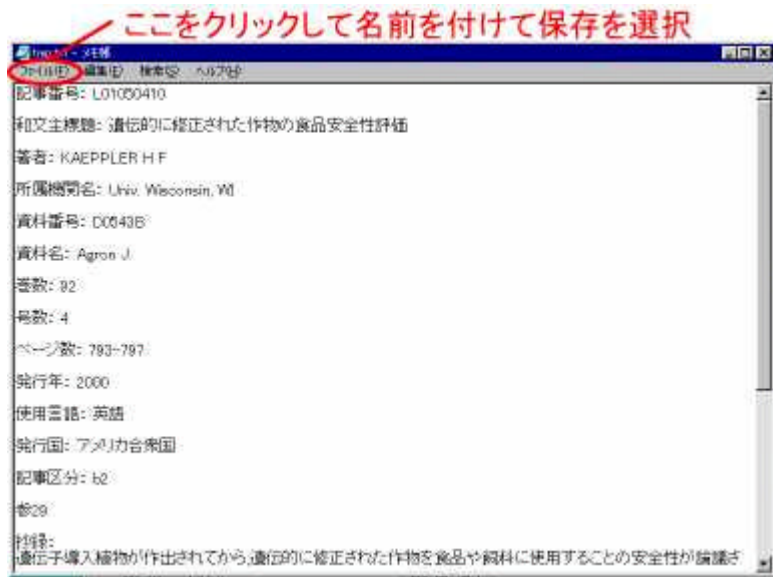 ここをクリックして名前を付けて保存を選択
メモ帳
ファイル(F) 編集(E) 検索(S) ヘルプ(H)
記事番号: L01050410
和文主標題: 遺伝的に修正された作物の食品安全性評価
著者: KAEPPLER H F
所属機関名: Univ. Wisconsin, WI
資料番号: D0543B
資料名: Agron J.
巻数: 92
号数: 4
ページ数: 793-797
発行年: 2000
使用言語: 英語
発行国: アメリカ合衆国
記事区分: b2
参29
抄録:
遺伝子導入植物が作出されてから,遺伝的に修正された作物を食品や飼料に使用することの安全性が論議さ